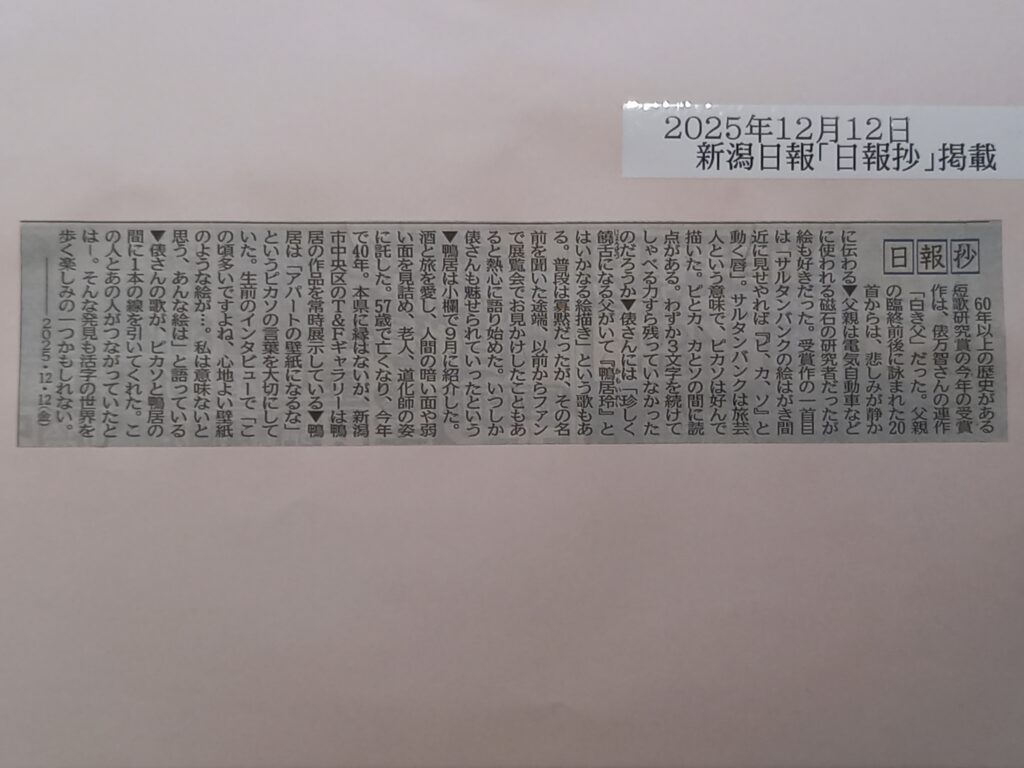 2025年12月12日
新潟日報「日報抄」掲載
日報抄
60年以上の歴史がある
短歌研究賞の今年の受賞
作は、俵万智さんの連作
「白き父」だった。父親
の臨終前後に詠まれた20
首からは、悲しみが静か
に伝わる▼父親は電気自動車など
に使われる磁石の研究者だったが
絵も好きだった。受賞作の一首目
は「サルタンバンクの絵はがき間
近に見せやれば『ピ、カ、ソ』と
動く唇」。サルタンバンクは旅芸
人という意味で、ピカソは好んで
描いた。ピとカ、カとソの間に読
点がある。わずか3文字を続けて
しゃべる力すら残っていなかった
のだろうか▼俵さんには「珍しく
饒舌になる父がいて『鴨居玲』と
はいかなる絵描き」という歌もあ
る。普段は寡黙だったが、その名
前を聞いた途端、以前からファン
で展覧会でお見かけしたこともあ
ると熱心に語り始めた。いつしか
俵さんも魅せられていったという
▼鴨居は小欄で9月に紹介した。
酒と旅を愛し、人間の暗い面や弱
い面を見詰め、老人、道化師の姿
に託した。57歳で亡くなり、今年
で40年。本県に縁はないが、新潟
市中央区のT&Fギャラリーは鴨
居の作品を常時展示している▼鴨
居は「アパートの壁紙になるな」
というピカソの言葉を大切にして
いた。生前のインタビューで「こ
の頃多いですよね、心地よい壁紙
のような絵が…。私は意味ないと
思う、あんな絵は」と語っている
▼俵さんの歌が、ピカソと鴨居の
間に1本の線を引いてくれた。こ
の人とあの人がつながっていたと
は―。そんな発見も活字の世界を
歩く楽しみの一つかもしれない。
2025・12・12(金)